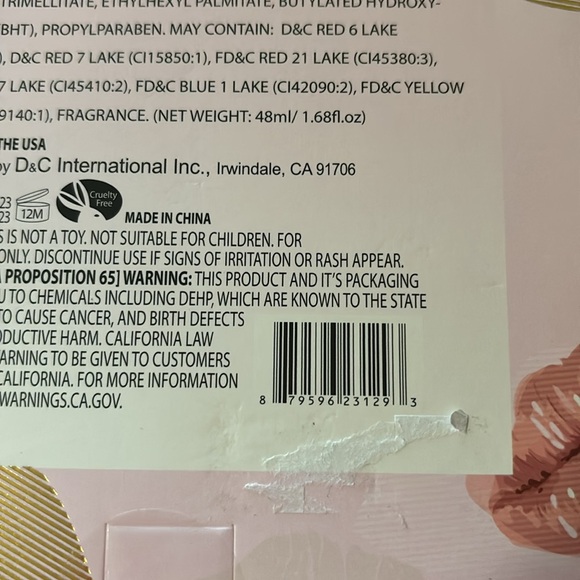 TRIMELLITATE, ETHYLHEXYL PALMITATE, BUTYLATED HYDROXY-
(BHT), PROPYLPARABEN. MAY CONTAIN: D&C RED 6 LAKE
), D&C RED 7 LAKE (CI15850:1), FD&C RED 21 LAKE (CI45380:3),
7 LAKE (CI45410:2), FD&C BLUE 1 LAKE (CI42090:2), FD&C YELLOW
9140:1), FRAGRANCE. (NET WEIGHT: 48ml/ 1.68fl.oz)
THE USA
by D&C International Inc., Irwindale, CA 91706
23
23
12M
Cruelty
Free
MADE IN CHINA
S IS NOT A TOY. NOT SUITABLE FOR CHILDREN. FOR
ONLY. DISCONTINUE USE IF SIGNS OF IRRITATION OR RASH APPEAR.
A PROPOSITION 65] WARNING: THIS PRODUCT AND IT'S PACKAGING
U TO CHEMICALS INCLUDING DEHP, WHICH ARE KNOWN TO THE STATE
TO CAUSE CANCER, AND BIRTH DEFECTS
ODUCTIVE HARM. CALIFORNIA LAW
ARNING TO BE GIVEN TO CUSTOMERS
CALIFORNIA. FOR MORE INFORMATION
WARNINGS.CA.GOV.
8 79596 23129 3